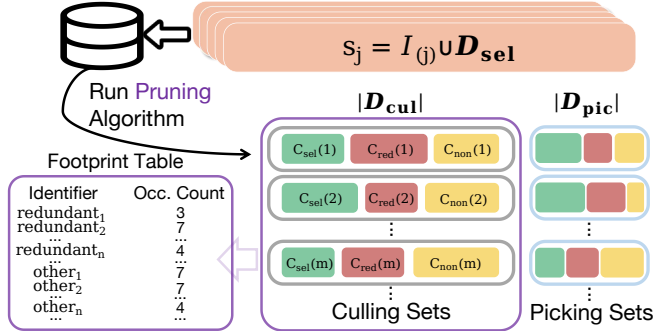 s_j = I_(j) ∪ D_sel
Run Pruning
Algorithm
|D_cul|
|D_pic|
C_sel(1) C_red(1) C_non(1)
C_sel(2) C_red(2) C_non(2)
⋮ ⋮
C_sel(m) C_red(m) C_non(m)
⋮ ⋮
Culling Sets
Picking Sets
Footprint Table
Identifier Occ. Count
redundant_1 3
redundant_2 7
... ...
redundant_n 4
other_1 7
other_2 7
... ...
other_n 4
... ...